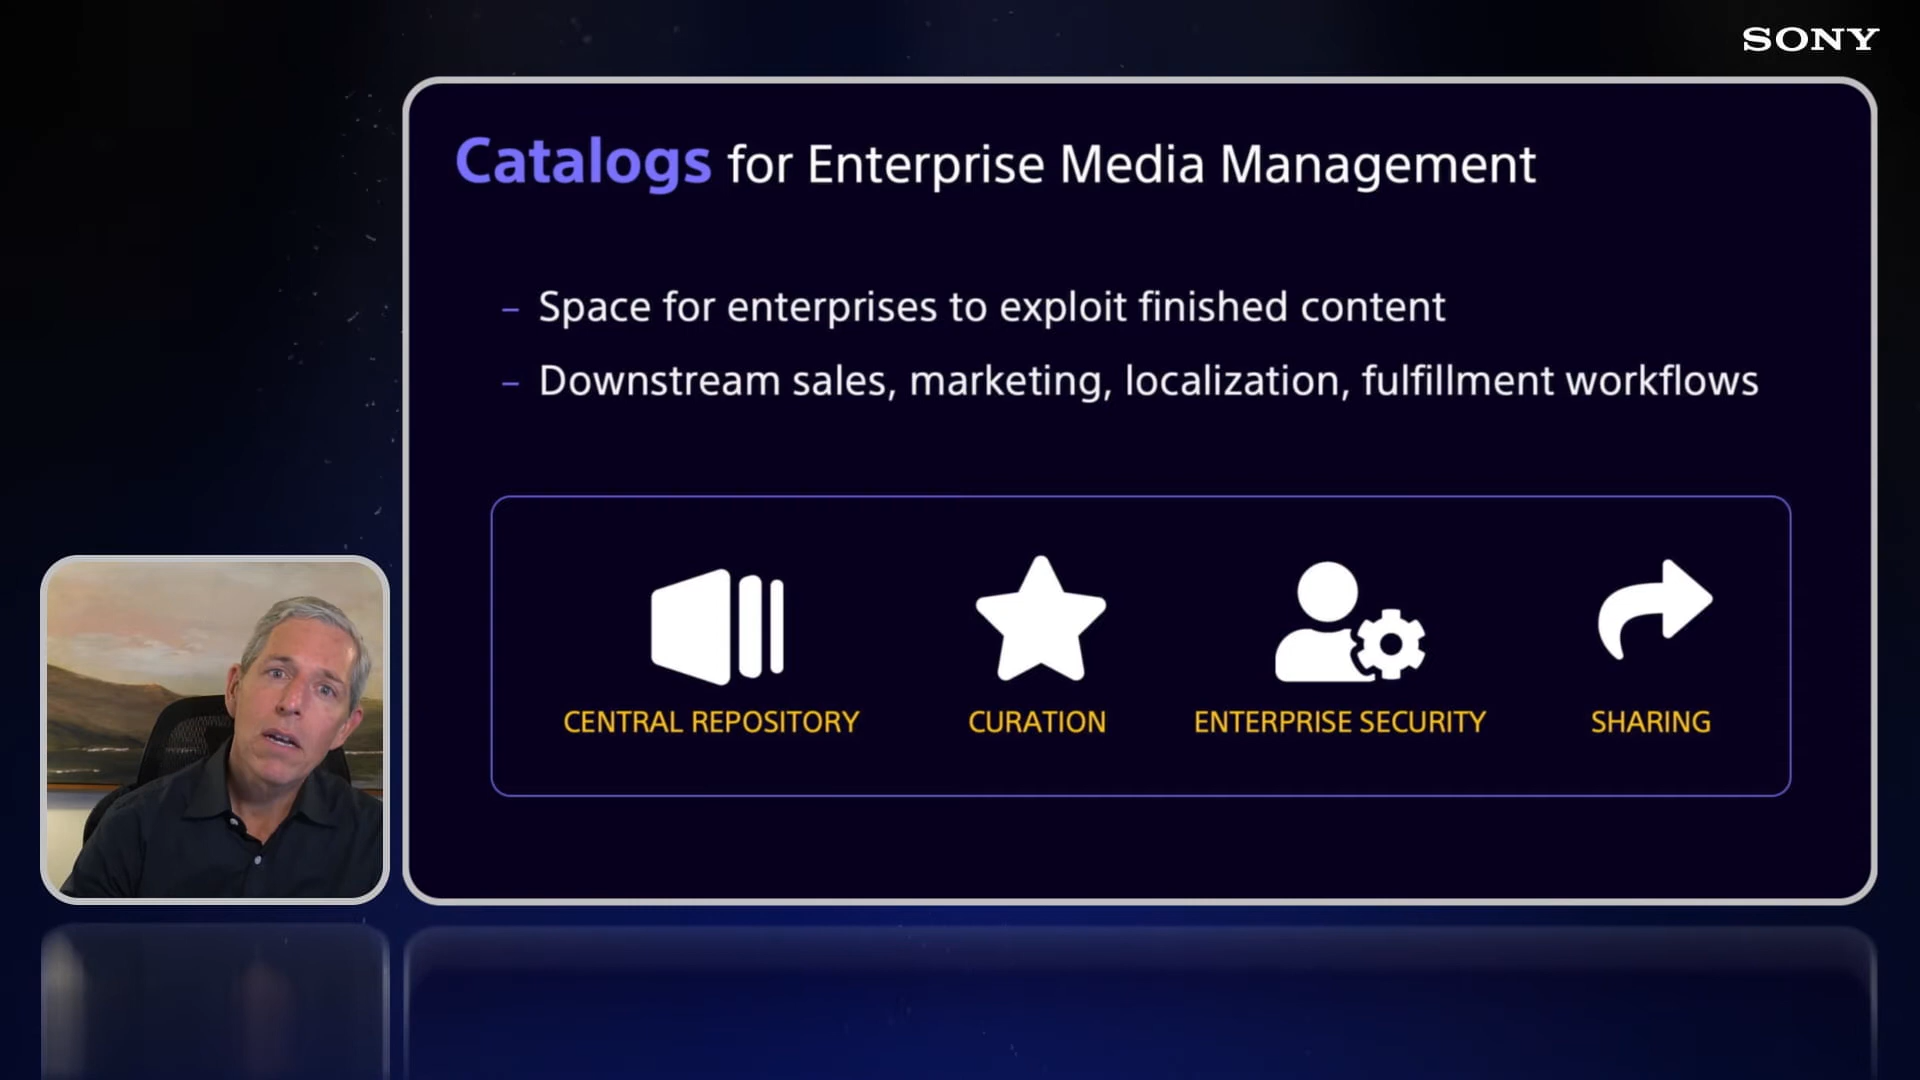 SONY
Catalogs for Enterprise Media Management
– Space for enterprises to exploit finished content
– Downstream sales, marketing, localization, fulfillment workflows
CENTRAL REPOSITORY
CURATION
ENTERPRISE SECURITY
SHARING